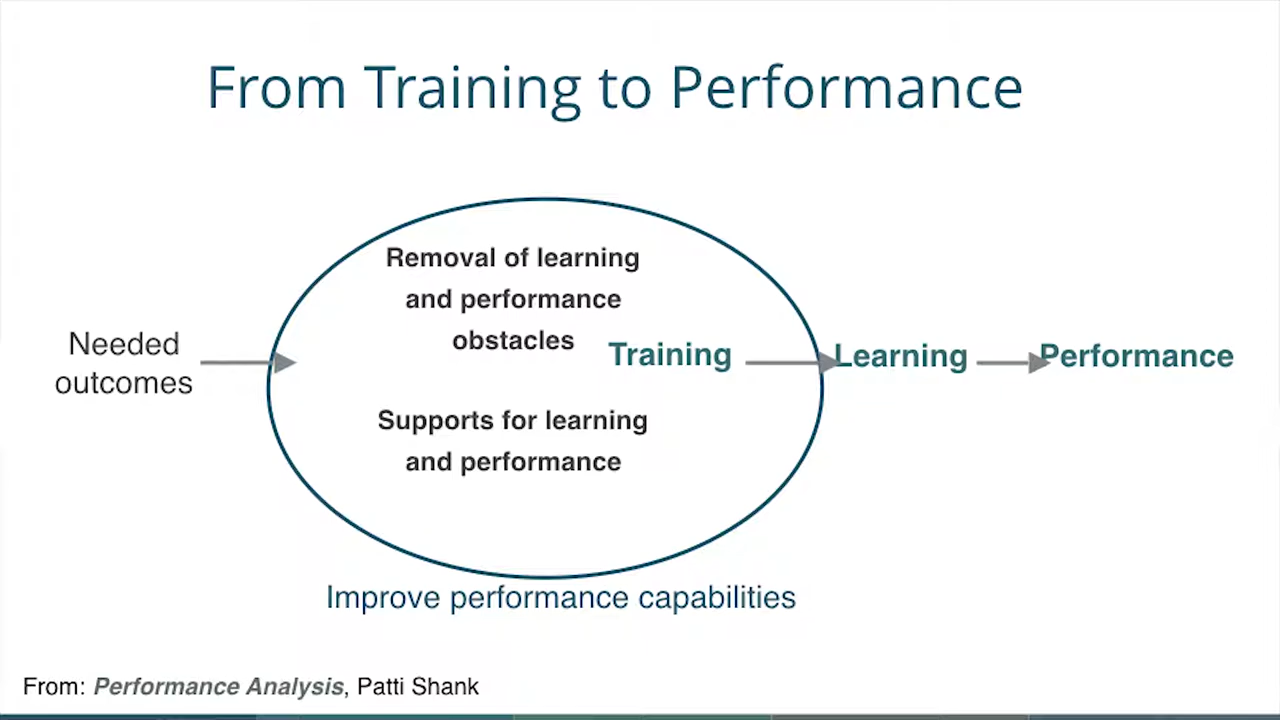 From Training to Performance
Removal of learning
and performance
obstacles
Needed
outcomes
Training
Learning
Performance
Supports for learning
and performance
Improve performance capabilities
From: Performance Analysis, Patti Shank